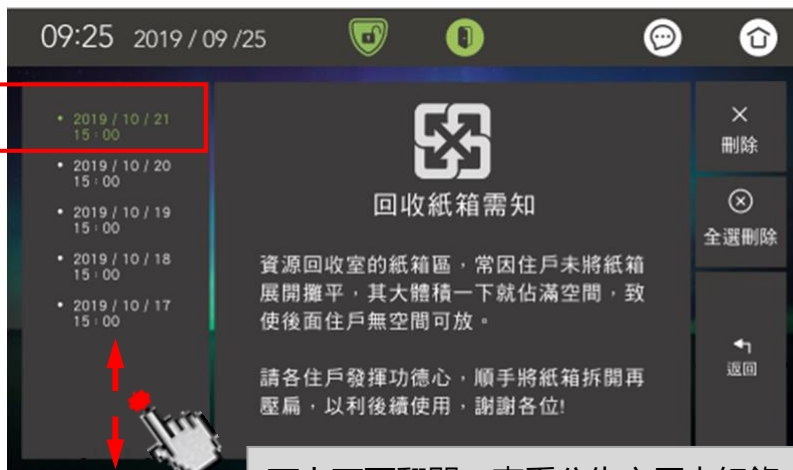 09:25 2019 / 09 /25
• 2019 / 10 / 21
15：00
• 2019 / 10 / 20
15：00
• 2019 / 10 / 19
15：00
• 2019 / 10 / 18
15：00
• 2019 / 10 / 17
15：00
回收紙箱需知
資源回收室的紙箱區，常因住戶未將紙箱
展開攤平，其大體積一下就佔滿空間，致
使後面住戶無空間可放。
請各住戶發揮功德心，順手將紙箱拆開再
壓扁，以利後續使用，謝謝各位!
刪除
全選刪除
返回